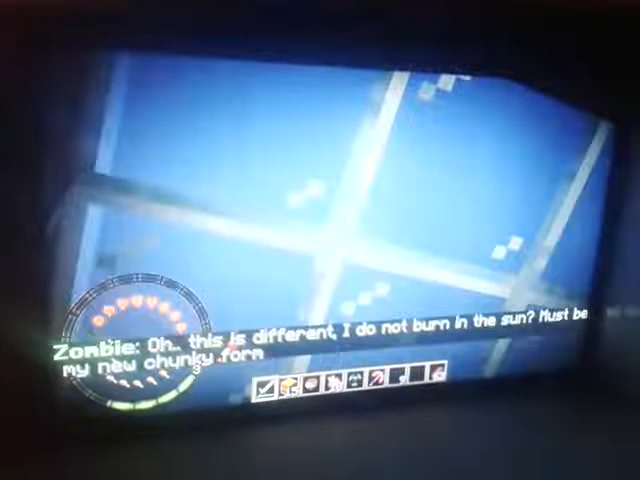 Zombie: Oh.. this is different, I do not burn in the sun? Must be
my new chunky form